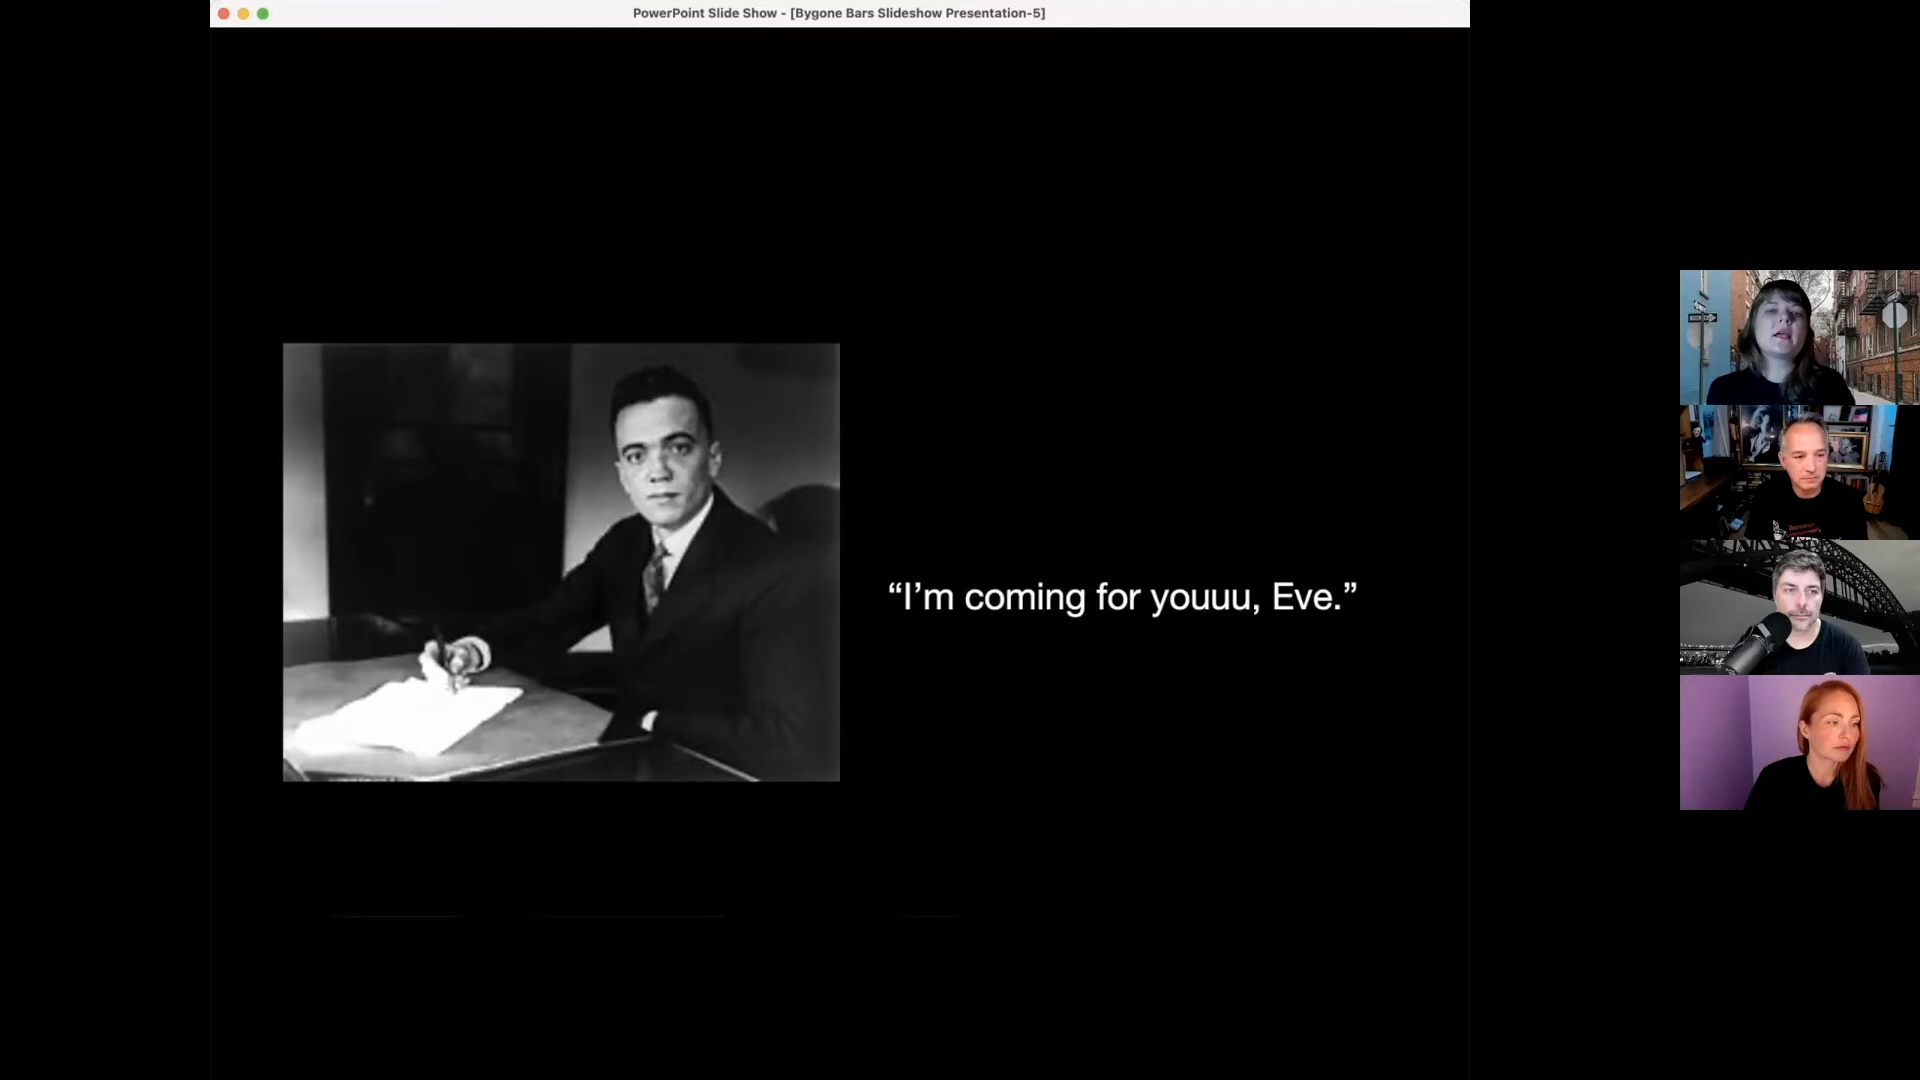 PowerPoint Slide Show - [Bygone Bars Slideshow Presentation-5]
“I’m coming for youuu, Eve.”